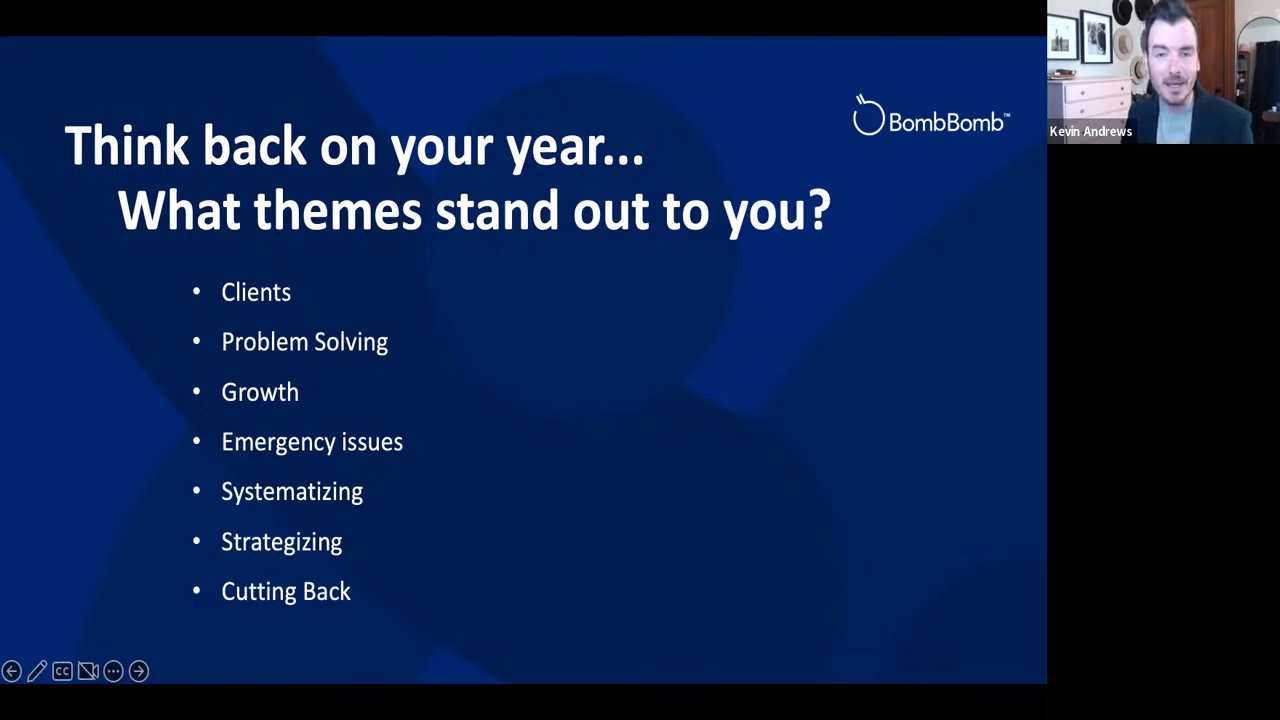 BombBomb™
Think back on your year...
What themes stand out to you?
• Clients
• Problem Solving
• Growth
• Emergency issues
• Systematizing
• Strategizing
• Cutting Back
CC
Kevin Andrews